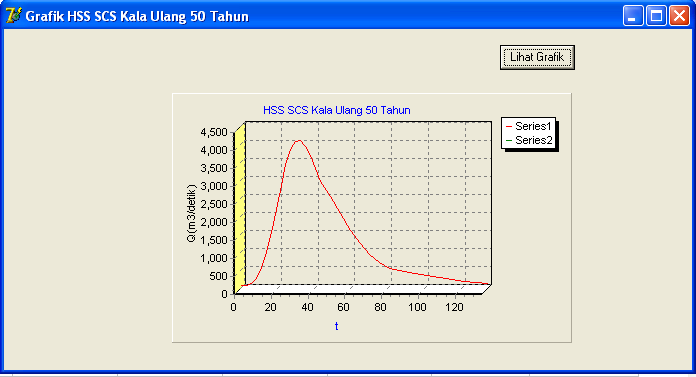 Grafik HSS SCS Kala Ulang 50 Tahun
Lihat Grafik
HSS SCS Kala Ulang 50 Tahun
Series1
Series2
4,500
4,000
3,500
3,000
2,500
2,000
1,500
1,000
500
0
Q(m3/detik)
0 20 40 60 80 100 120
t